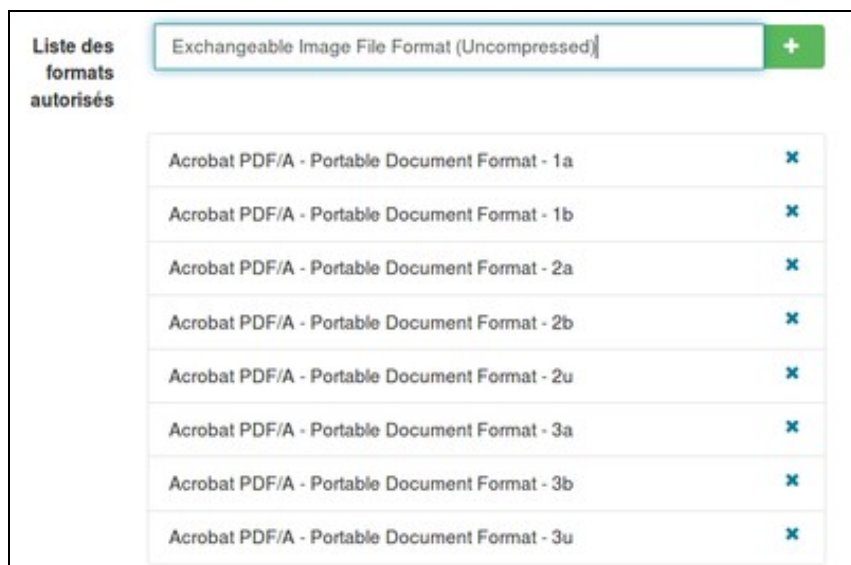 Liste des
formats
autorisés
Exchangeable Image File Format (Uncompressed)
Acrobat PDF/A - Portable Document Format - 1a
Acrobat PDF/A - Portable Document Format - 1b
Acrobat PDF/A - Portable Document Format - 2a
Acrobat PDF/A - Portable Document Format - 2b
Acrobat PDF/A - Portable Document Format - 2u
Acrobat PDF/A - Portable Document Format - 3a
Acrobat PDF/A - Portable Document Format - 3b
Acrobat PDF/A - Portable Document Format - 3u